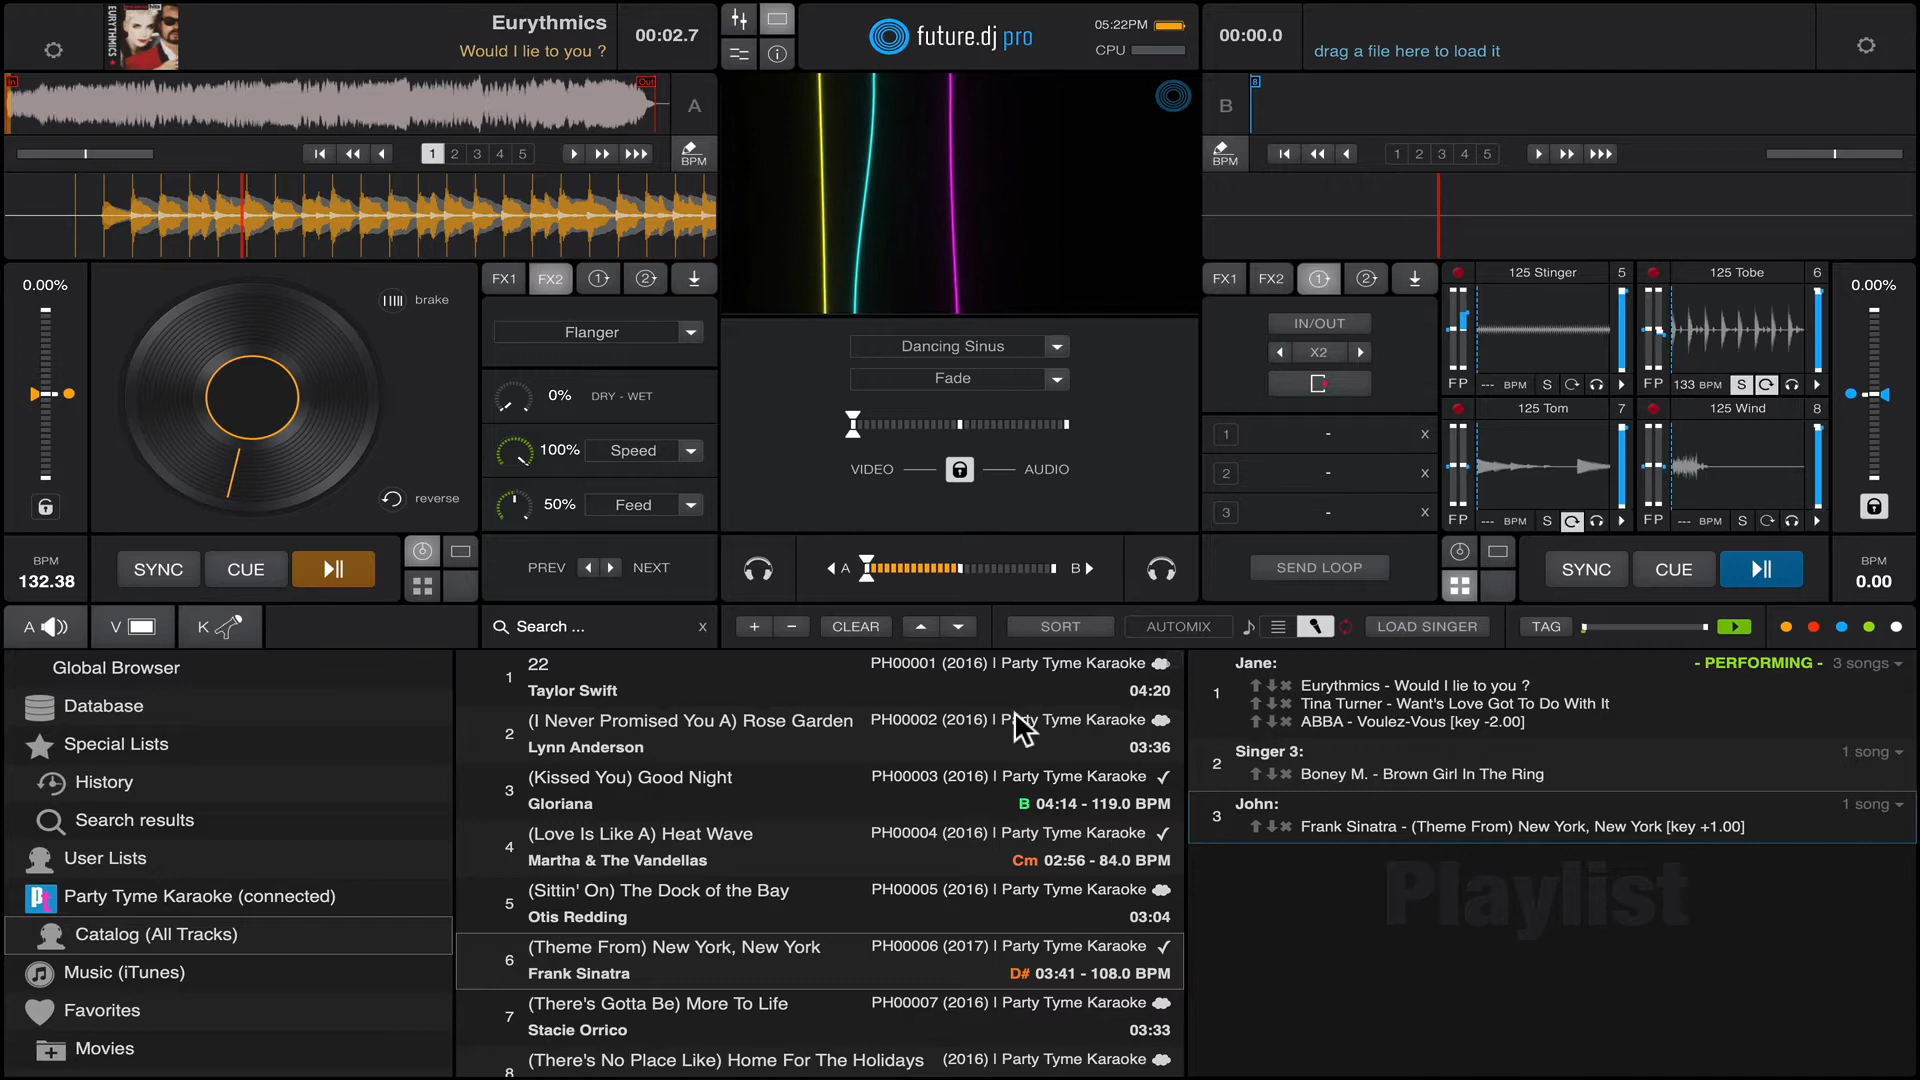 Eurythmics
Would I lie to you ?
00:02.7
future.dj pro
05:22PM
CPU
00:00.0
drag a file here to load it
In
Out
A
B
8
1 2 3 4 5
BPM
BPM
1 2 3 4 5
0.00%
brake
reverse
FX1 FX2 1 2
Flanger
0% DRY - WET
100% Speed
50% Feed
PREV NEXT
Dancing Sinus
Fade
VIDEO AUDIO
A B
FX1 FX2 1 2
IN/OUT
X2
1 - x
2 - x
3 - x
SEND LOOP
125 Stinger 5
125 Tobe 6
F P --- BPM S
F P 133 BPM S
125 Tom 7
125 Wind 8
F P --- BPM S
F P --- BPM S
0.00%
BPM
132.38
SYNC CUE
SYNC CUE
BPM
0.00
A V K
Search ... x
+ − CLEAR SORT AUTOMIX LOAD SINGER TAG
Global Browser
Database
Special Lists
History
Search results
User Lists
Party Tyme Karaoke (connected)
Catalog (All Tracks)
Music (iTunes)
Favorites
Movies
1 22 PH00001 (2016) | Party Tyme Karaoke
Taylor Swift 04:20
2 (I Never Promised You A) Rose Garden PH00002 (2016) | Party Tyme Karaoke
Lynn Anderson 03:36
3 (Kissed You) Good Night PH00003 (2016) | Party Tyme Karaoke
Gloriana B 04:14 - 119.0 BPM
4 (Love Is Like A) Heat Wave PH00004 (2016) | Party Tyme Karaoke
Martha & The Vandellas Cm 02:56 - 84.0 BPM
5 (Sittin' On) The Dock of the Bay PH00005 (2016) | Party Tyme Karaoke
Otis Redding 03:04
6 (Theme From) New York, New York PH00006 (2017) | Party Tyme Karaoke
Frank Sinatra D# 03:41 - 108.0 BPM
7 (There's Gotta Be) More To Life PH00007 (2016) | Party Tyme Karaoke
Stacie Orrico 03:33
8 (There's No Place Like) Home For The Holidays (2016) | Party Tyme Karaoke
1 Jane: - PERFORMING - 3 songs
Eurythmics - Would I lie to you ?
Tina Turner - Want's Love Got To Do With It
ABBA - Voulez-Vous [key -2.00]
2 Singer 3: 1 song
Boney M. - Brown Girl In The Ring
3 John: 1 song
Frank Sinatra - (Theme From) New York, New York [key +1.00]
Playlist